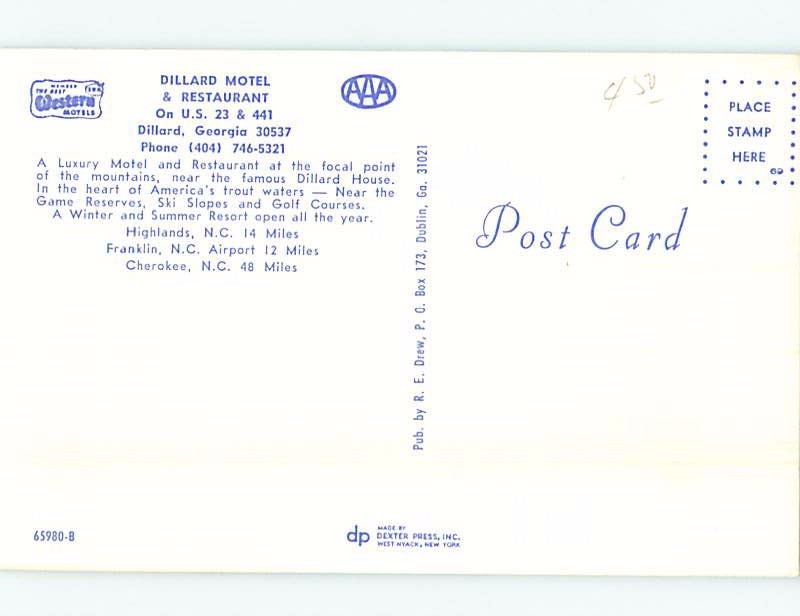 MEMBER
THE BEST
Western
MOTELS
DILLARD MOTEL
& RESTAURANT
On U.S. 23 & 441
Dillard, Georgia 30537
Phone (404) 746-5321
AAA
A Luxury Motel and Restaurant at the focal point
of the mountains, near the famous Dillard House.
In the heart of America's trout waters — Near the
Game Reserves, Ski Slopes and Golf Courses.
A Winter and Summer Resort open all the year.
Highlands, N.C. 14 Miles
Franklin, N.C. Airport 12 Miles
Cherokee, N.C. 48 Miles
Pub. by R. E. Drew, P. O. Box 173, Dublin, Ga. 31021
4 50
PLACE
STAMP
HERE
69
Post Card
65980-B
dp
MADE BY
DEXTER PRESS, INC.
WEST NYACK, NEW YORK